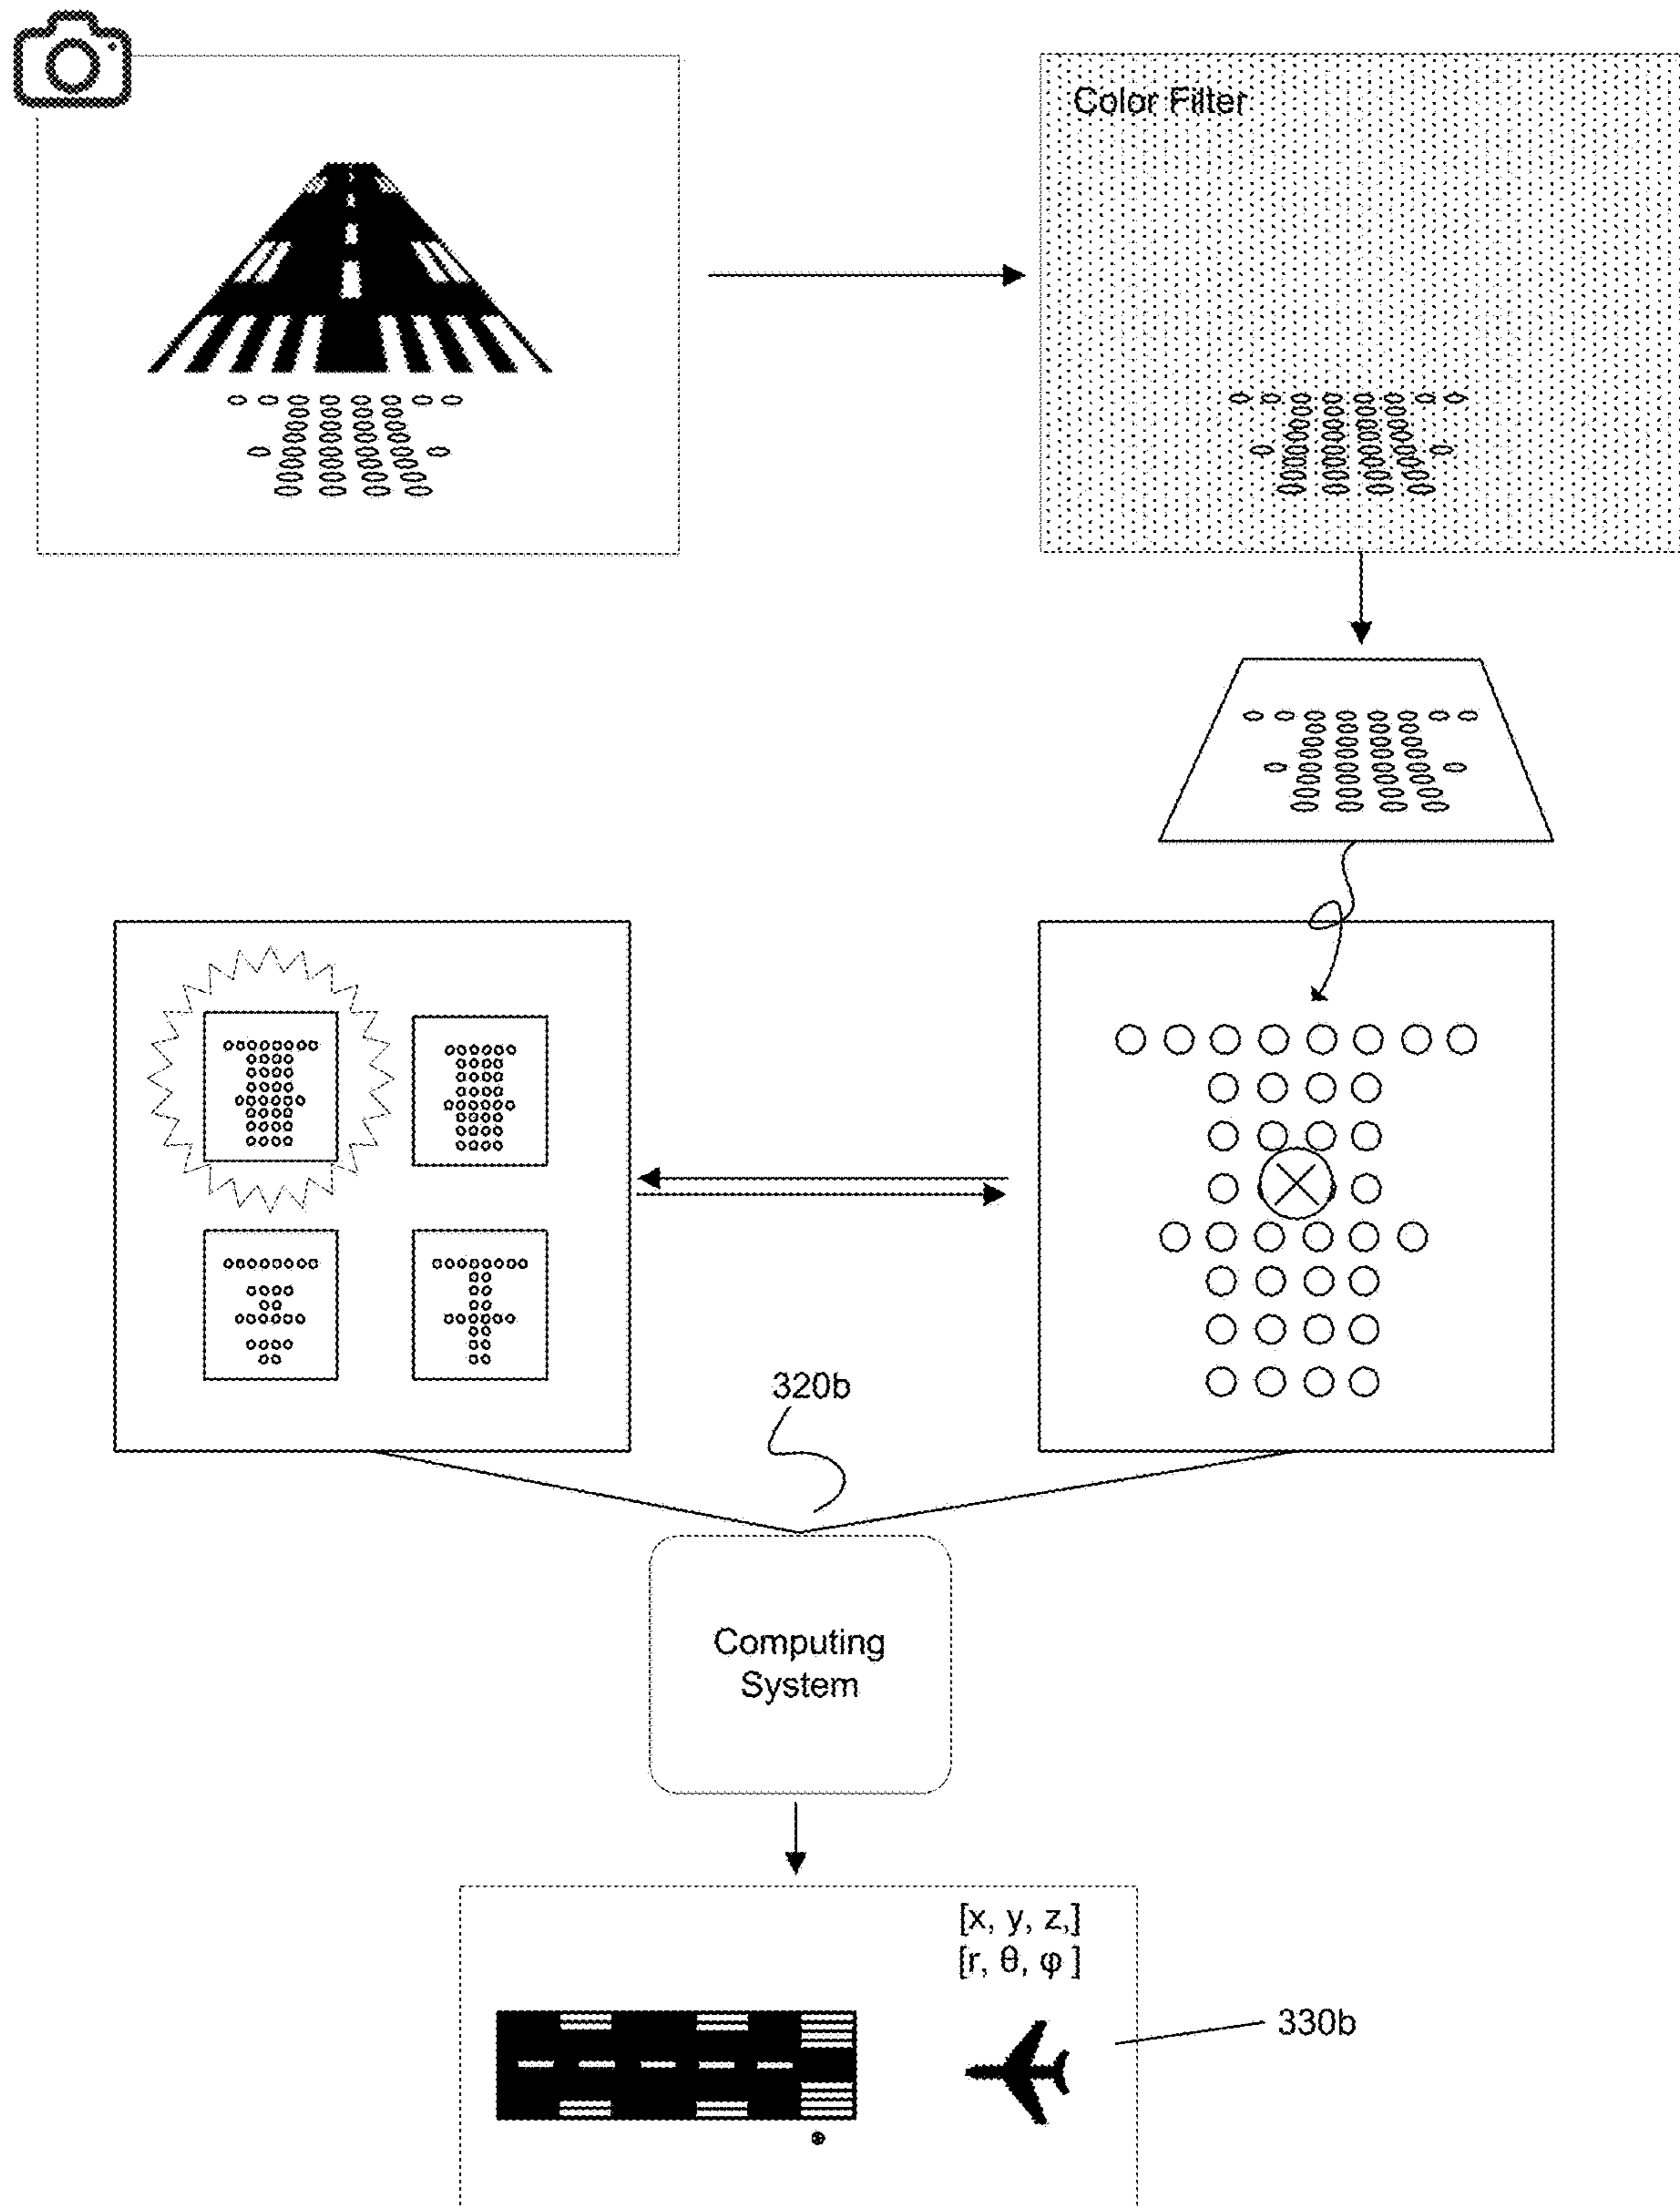 Color Filter
320b
Computing
System
[x, y, z,]
[r, θ, φ ]
330b